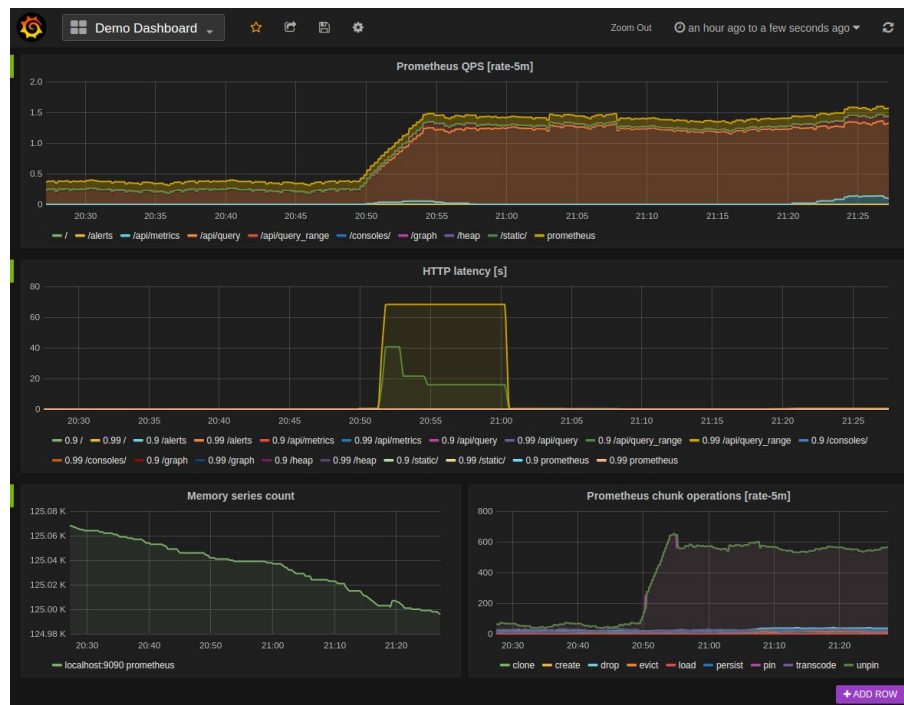 Demo Dashboard
Zoom Out an hour ago to a few seconds ago
Prometheus QPS [rate-5m]
2.0
1.5
1.0
0.5
0
20:30 20:35 20:40 20:45 20:50 20:55 21:00 21:05 21:10 21:15 21:20 21:25
/ /alerts /api/metrics /api/query /api/query_range /consoles/ /graph /heap /static/ prometheus
HTTP latency [s]
80
60
40
20
0
20:30 20:35 20:40 20:45 20:50 20:55 21:00 21:05 21:10 21:15 21:20 21:25
0.9 / 0.99 / 0.9 /alerts 0.99 /alerts 0.9 /api/metrics 0.99 /api/metrics 0.9 /api/query 0.99 /api/query 0.9 /api/query_range 0.99 /api/query_range 0.9 /consoles/
0.99 /consoles/ 0.9 /graph 0.99 /graph 0.9 /heap 0.99 /heap 0.9 /static/ 0.99 /static/ 0.9 prometheus 0.99 prometheus
Memory series count
125.08 K
125.06 K
125.04 K
125.02 K
125.00 K
124.98 K
20:30 20:40 20:50 21:00 21:10 21:20
localhost:9090 prometheus
Prometheus chunk operations [rate-5m]
800
600
400
200
0
20:30 20:40 20:50 21:00 21:10 21:20
clone create drop evict load persist pin transcode unpin
+ ADD ROW